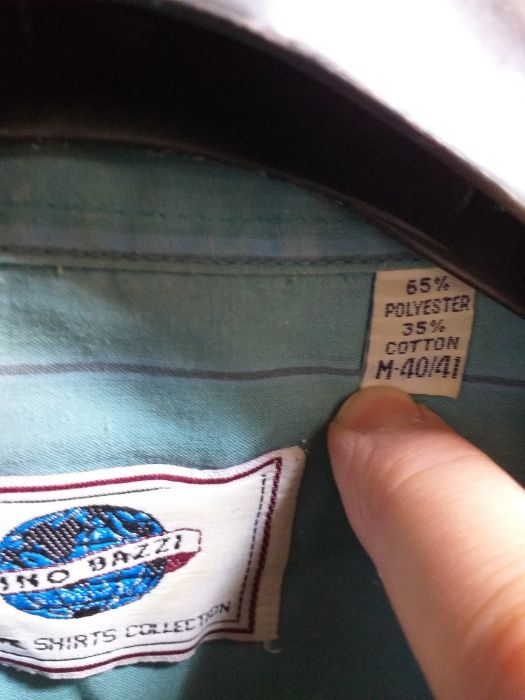 65%
POLYESTER
35%
COTTON
M-40/41
INO BAZZI
SHIRTS COLLECTION